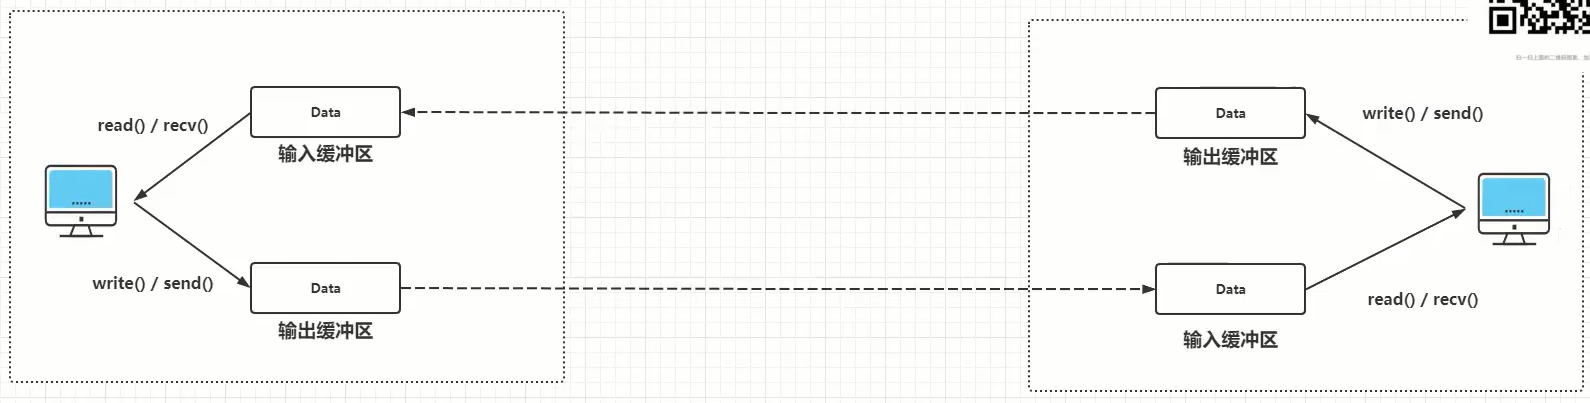 Data
read() / recv()
输入缓冲区
write() / send()
Data
输出缓冲区
Data
write() / send()
输出缓冲区
Data
read() / recv()
输入缓冲区